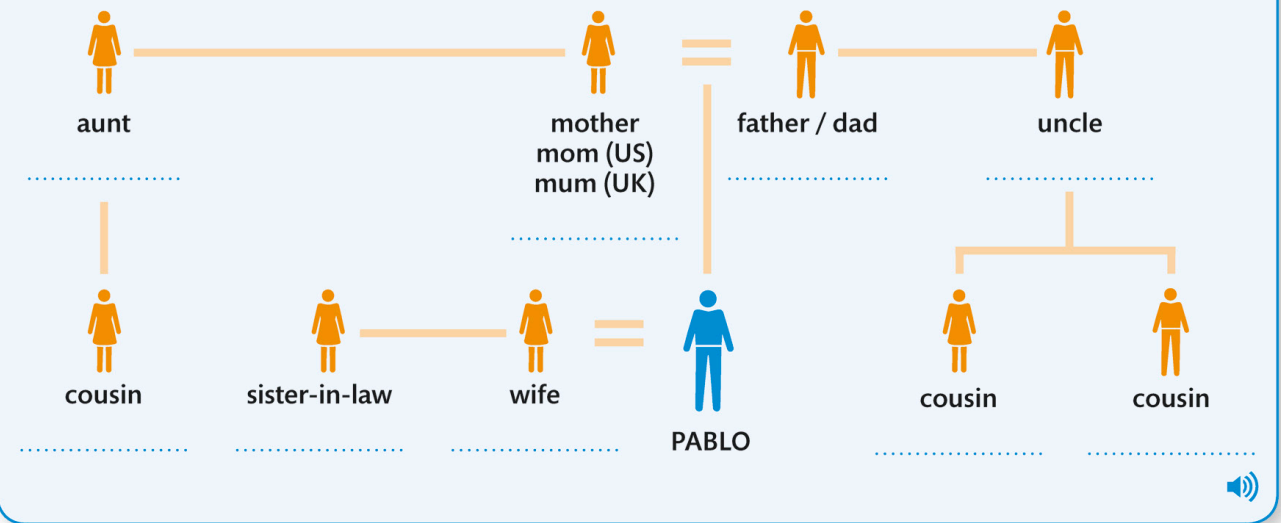 aunt
mother
mom (US)
mum (UK)
father / dad
uncle
cousin
sister-in-law
wife
PABLO
cousin
cousin